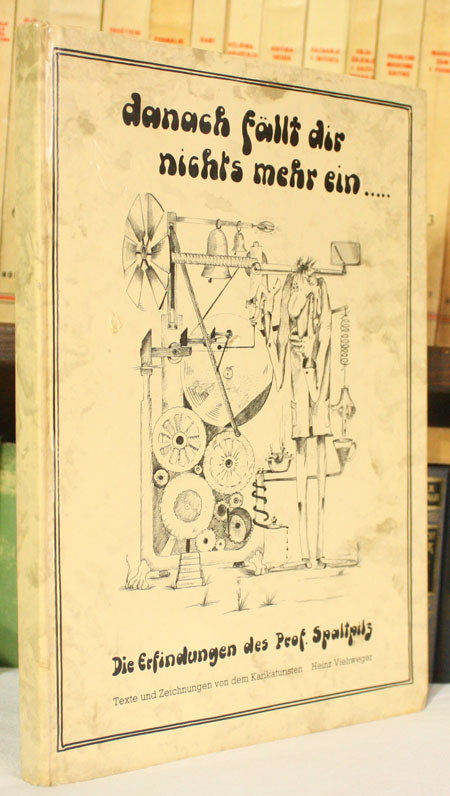 danach fällt dir
nichts mehr ein.....
Die Erfindungen des Prof. Spaltpilz
Texte und Zeichnungen von dem Karikaturisten Heinz Viehweger